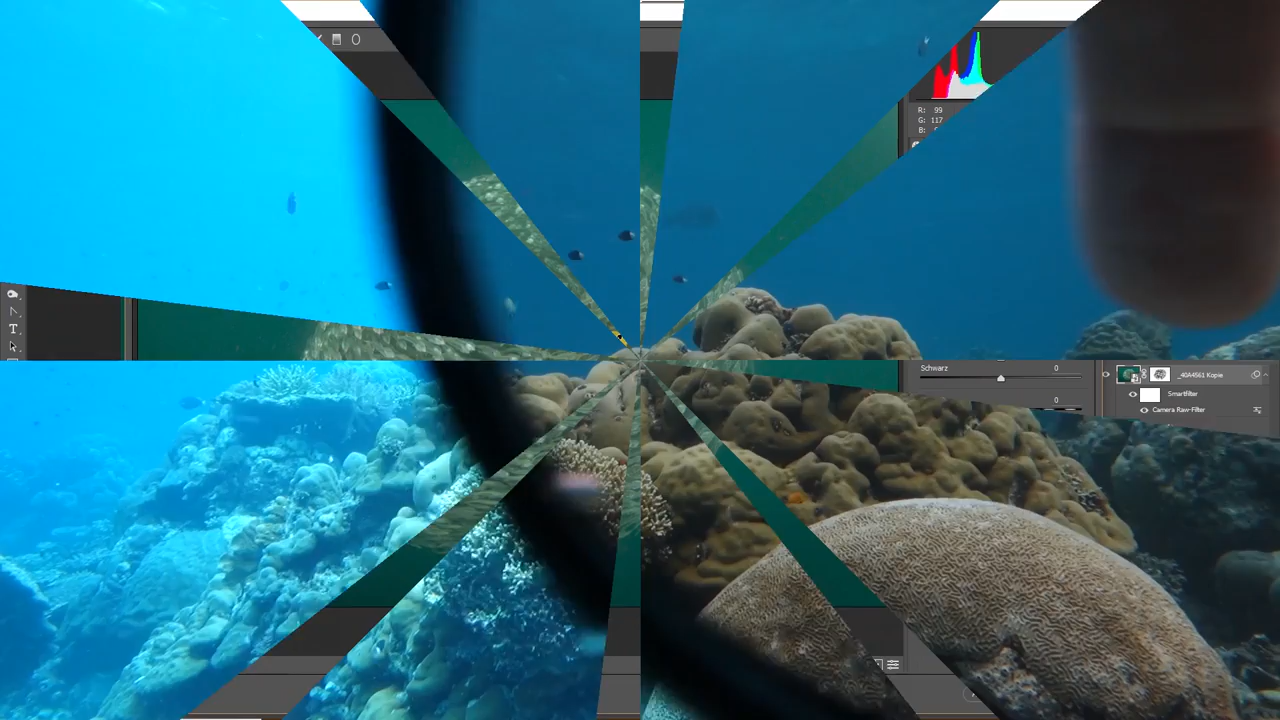 R: 99
G: 117
B:
T
Schwarz 0
0
_40A4561 Kopie
Smartfilter
Camera Raw-Filter